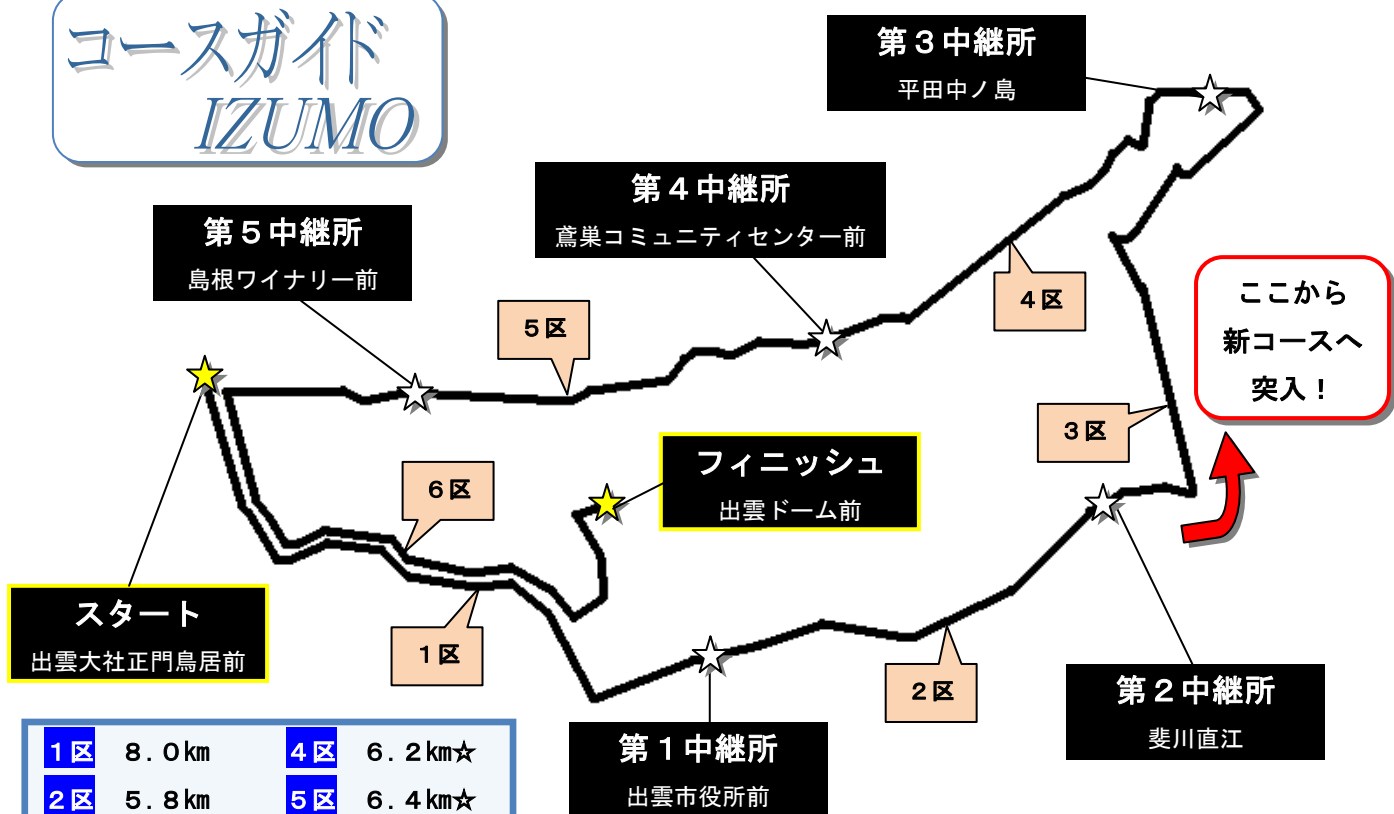 コースガイド
IZUMO
第３中継所
平田中ノ島
第４中継所
鳶巣コミュニティセンター前
第５中継所
島根ワイナリー前
ここから
新コースへ
突入！
４区
５区
３区
フィニッシュ
出雲ドーム前
６区
スタート
出雲大社正門鳥居前
１区
２区
第２中継所
斐川直江
第１中継所
出雲市役所前
１区 ８.０km ４区 ６.２km☆
２区 ５.８km ５区 ６.４km☆